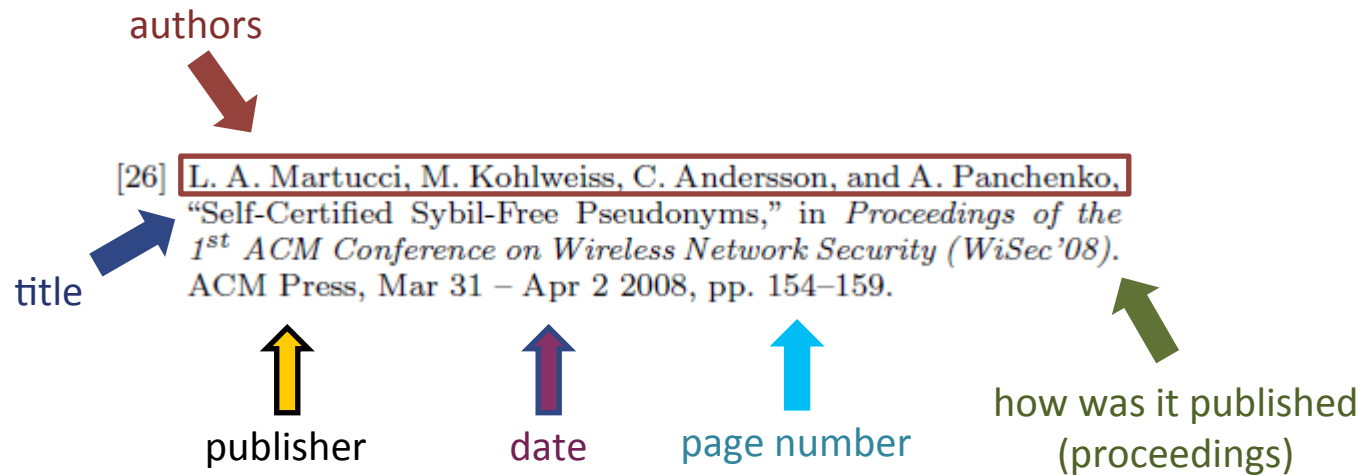 authors
[26] L. A. Martucci, M. Kohlweiss, C. Andersson, and A. Panchenko,
“Self-Certified Sybil-Free Pseudonyms,” in Proceedings of the
1st ACM Conference on Wireless Network Security (WiSec’08).
ACM Press, Mar 31 – Apr 2 2008, pp. 154–159.
title
publisher
date
page number
how was it published
(proceedings)